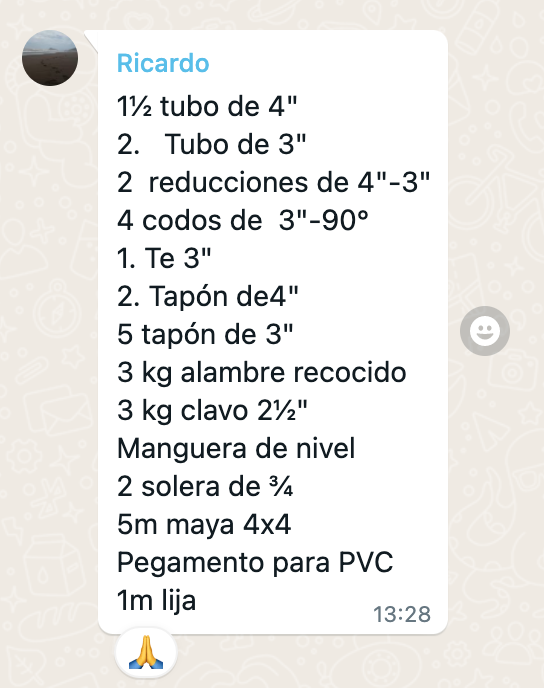 Ricardo
1½ tubo de 4"
2.   Tubo de 3"
2  reducciones de 4"-3"
4 codos de  3"-90°
1. Te 3"
2. Tapón de4"
5 tapón de 3"
3 kg alambre recocido
3 kg clavo 2½"
Manguera de nivel
2 solera de ¾
5m maya 4x4
Pegamento para PVC
1m lija
13:28